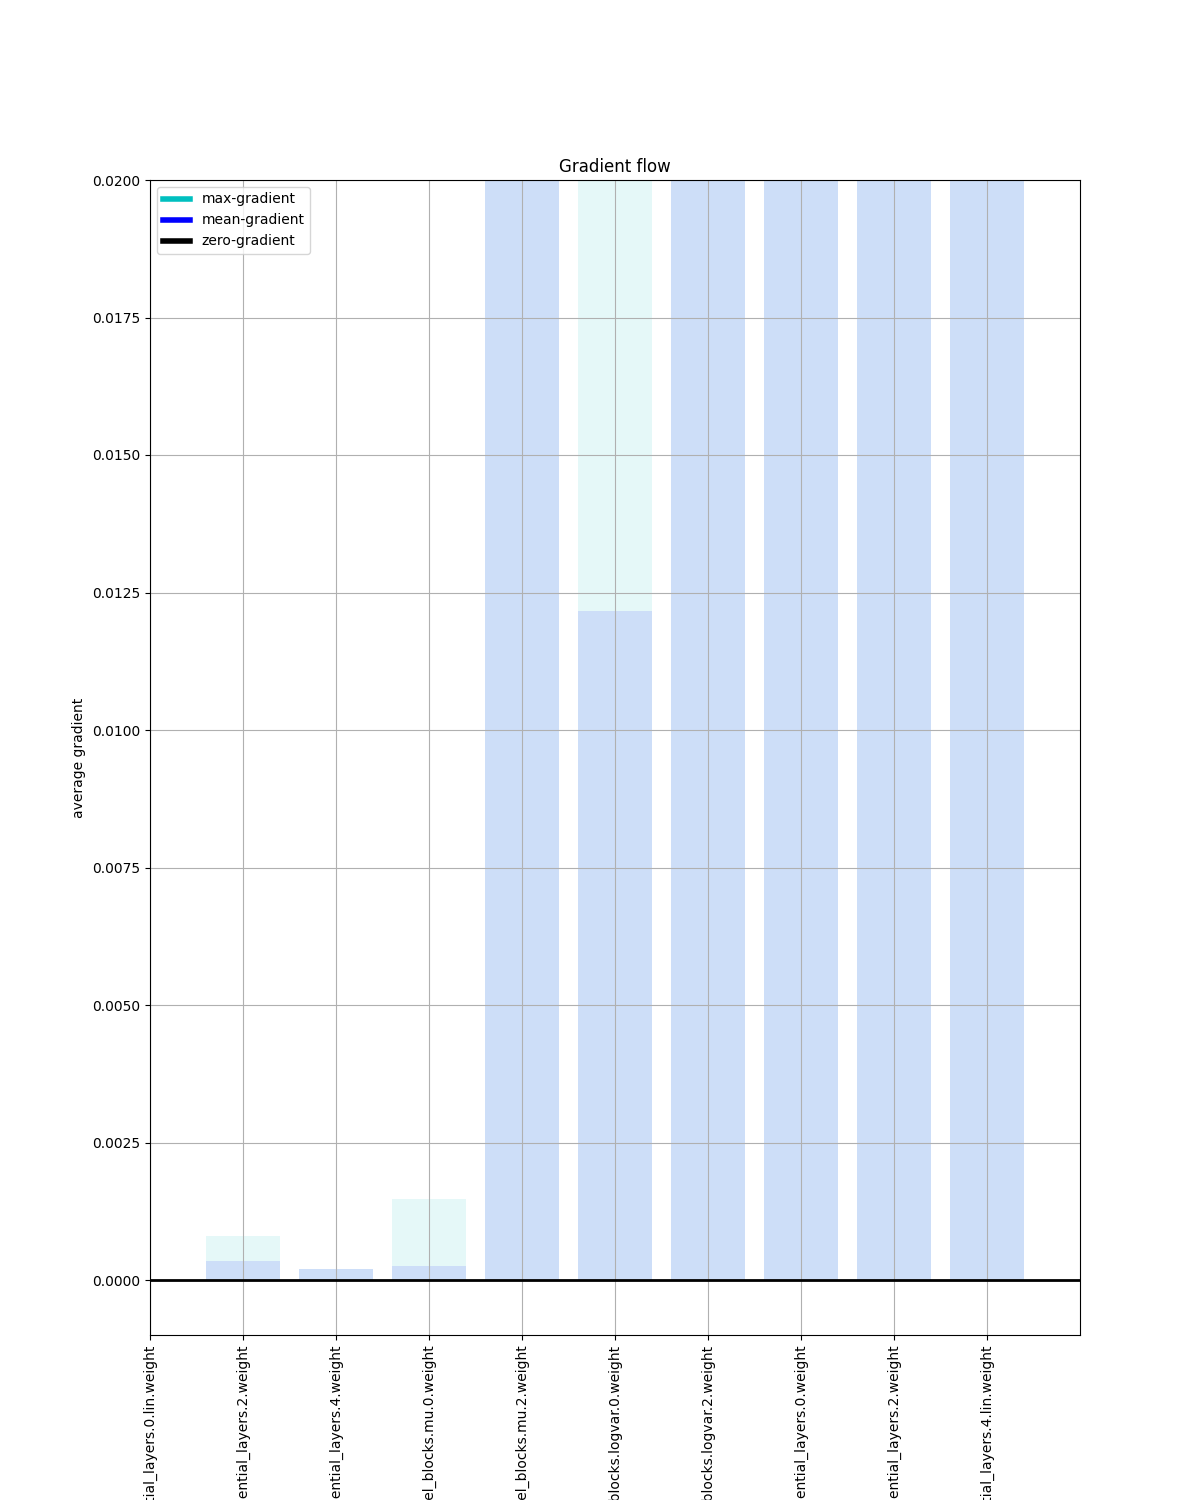 Gradient flow
max-gradient
mean-gradient
zero-gradient
0.0200
0.0175
0.0150
0.0125
0.0100
0.0075
0.0050
0.0025
0.0000
average gradient
tial_layers.0.lin.weight
ential_layers.2.weight
ential_layers.4.weight
el_blocks.mu.0.weight
el_blocks.mu.2.weight
blocks.logvar.0.weight
blocks.logvar.2.weight
ential_layers.0.weight
ential_layers.2.weight
tial_layers.4.lin.weight